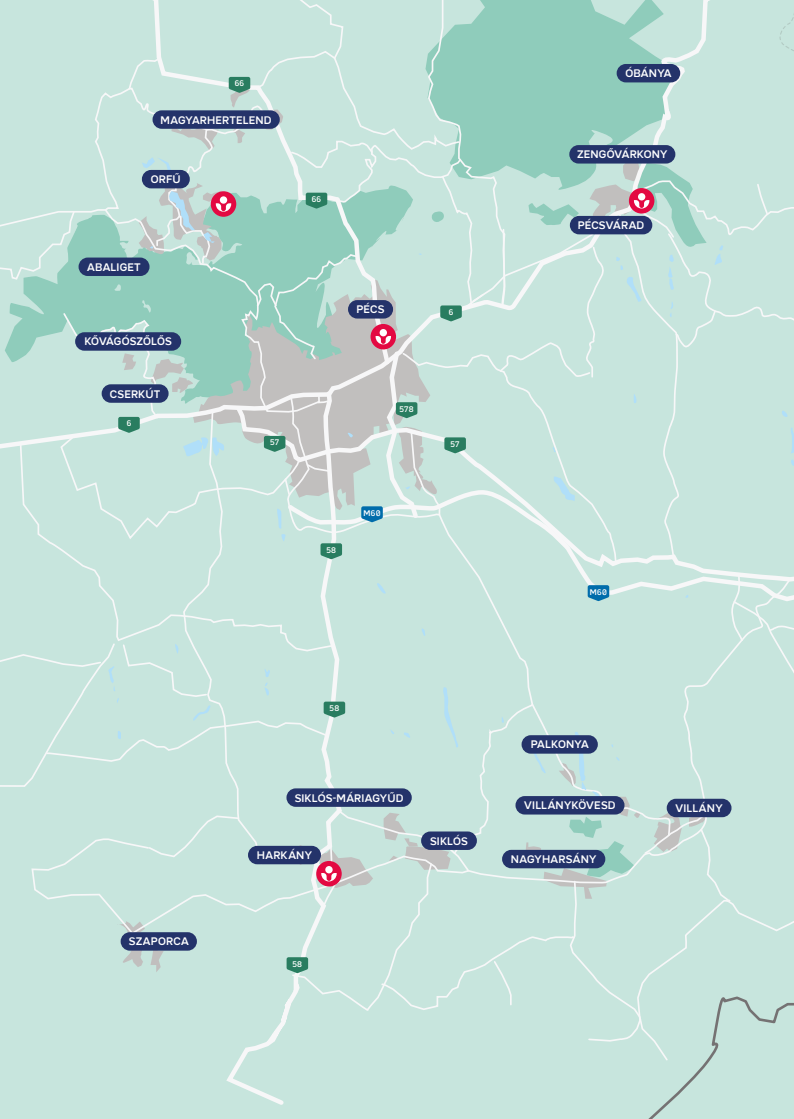 ÓBÁNYA
66
MAGYARHERTELEND
ZENGŐVÁRKONY
ORFŰ
66
PÉCSVÁRAD
ABALIGET
PÉCS
6
KŐVÁGÓSZŐLŐS
CSERKÚT
578
6
57
57
M60
58
M60
58
PALKONYA
SIKLÓS-MÁRIAGYŰD
VILLÁNYKÖVESD
VILLÁNY
SIKLÓS
HARKÁNY
NAGYHARSÁNY
SZAPORCA
58